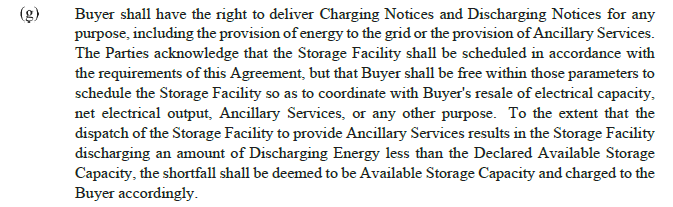 (g) Buyer shall have the right to deliver Charging Notices and Discharging Notices for any
purpose, including the provision of energy to the grid or the provision of Ancillary Services.
The Parties acknowledge that the Storage Facility shall be scheduled in accordance with
the requirements of this Agreement, but that Buyer shall be free within those parameters to
schedule the Storage Facility so as to coordinate with Buyer's resale of electrical capacity,
net electrical output, Ancillary Services, or any other purpose. To the extent that the
dispatch of the Storage Facility to provide Ancillary Services results in the Storage Facility
discharging an amount of Discharging Energy less than the Declared Available Storage
Capacity, the shortfall shall be deemed to be Available Storage Capacity and charged to the
Buyer accordingly.